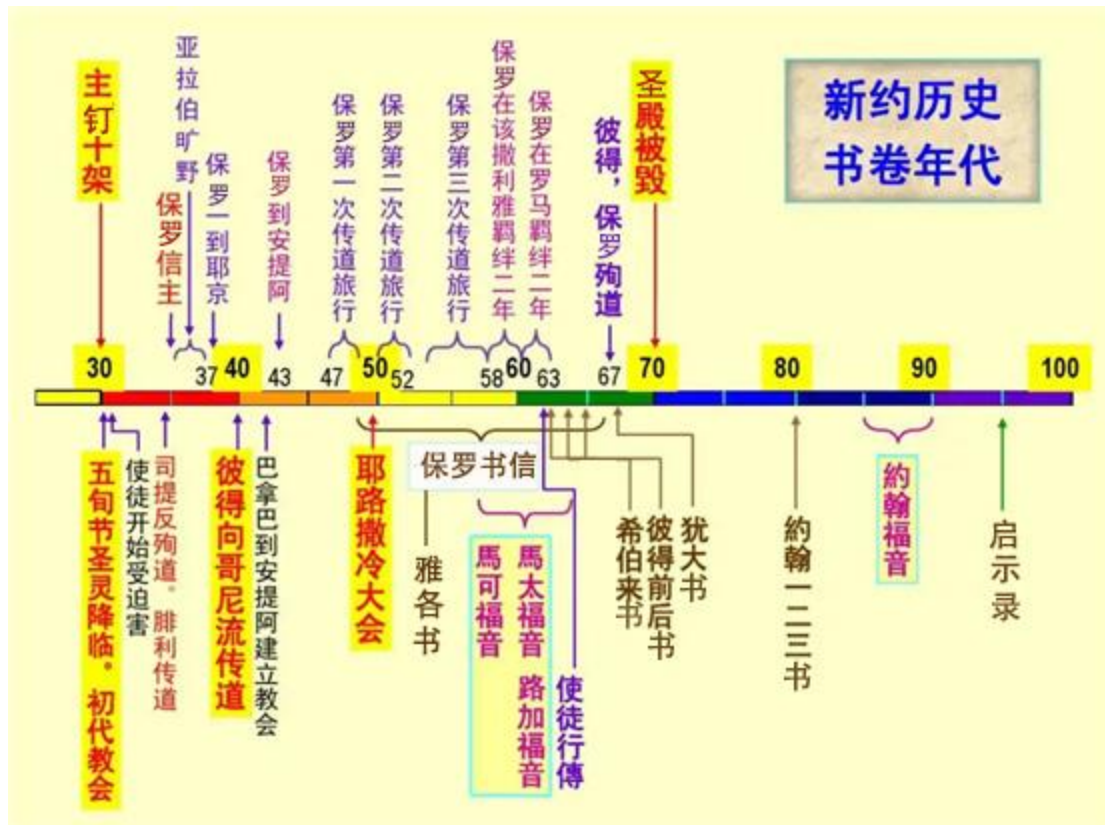 新约历史
书卷年代
主钉十架
亚拉伯旷野
保罗信主
保罗一到耶京
保罗到安提阿
保罗第一次传道旅行
保罗第二次传道旅行
保罗第三次传道旅行
保罗在该撒利雅羁绊二年
保罗在罗马羁绊二年
彼得，保罗殉道
圣殿被毁
30
37
40
43
47
50
52
58
60
63
67
70
80
90
100
五旬节圣灵降临。初代教会
使徒开始受迫害
司提反殉道。腓利传道
彼得向哥尼流传道
巴拿巴到安提阿建立教会
耶路撒冷大会
保罗书信
雅各书
馬可福音
馬太福音
路加福音
使徒行傳
希伯来书
彼得前后书
犹大书
約翰一二三书
約翰福音
启示录